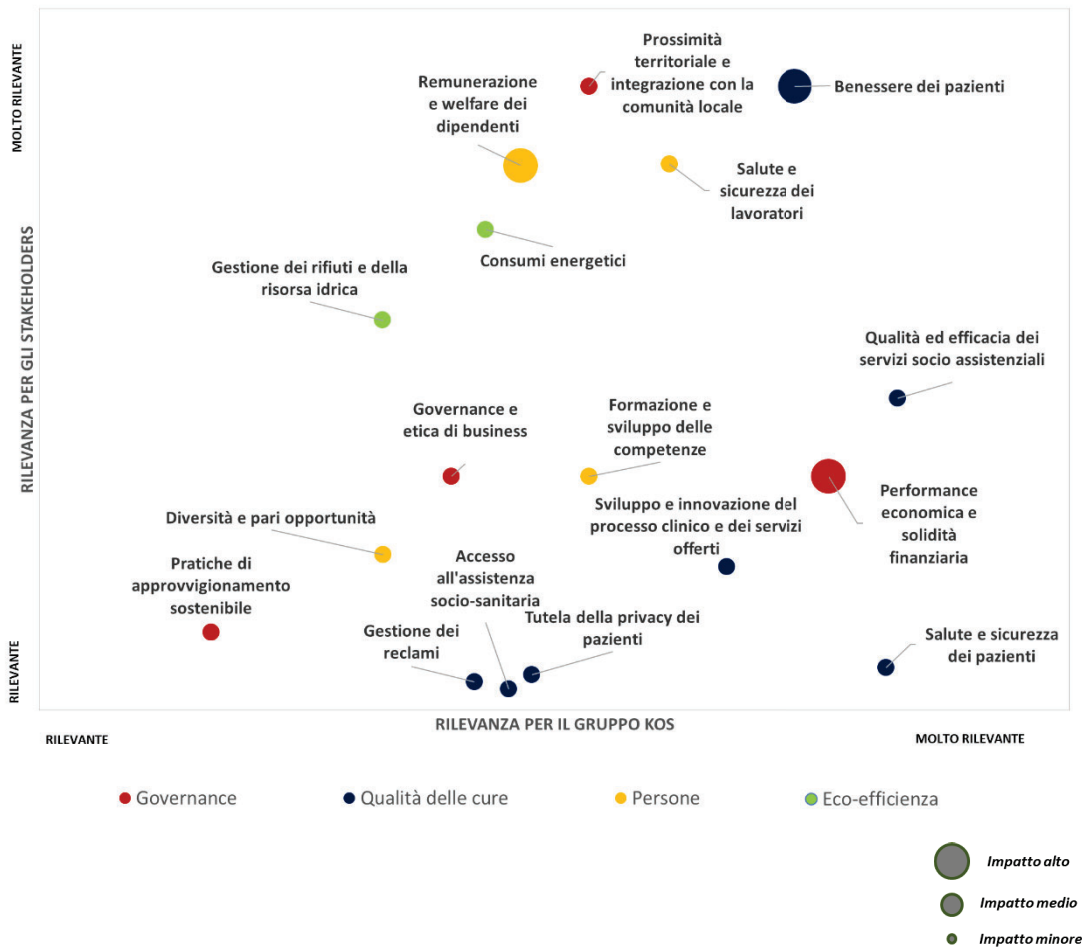 MOLTO RILEVANTE
RILEVANZA PER GLI STAKEHOLDERS
RILEVANTE
Prossimità
territoriale e
integrazione con la
comunità locale
Benessere dei pazienti
Remunerazione
e welfare dei
dipendenti
Salute e
sicurezza dei
lavoratori
Consumi energetici
Gestione dei rifiuti e della
risorsa idrica
Qualità ed efficacia dei
servizi socio assistenziali
Governance e
etica di business
Formazione e
sviluppo delle
competenze
Performance
economica e
solidità
finanziaria
Sviluppo e innovazione del
processo clinico e dei servizi
offerti
Diversità e pari opportunità
Pratiche di
approvvigionamento
sostenibile
Accesso
all'assistenza
socio-sanitaria
Tutela della privacy dei
pazienti
Gestione dei
reclami
Salute e sicurezza
dei pazienti
RILEVANZA PER IL GRUPPO KOS
RILEVANTE
MOLTO RILEVANTE
Governance
Qualità delle cure
Persone
Eco-efficienza
Impatto alto
Impatto medio
Impatto minore